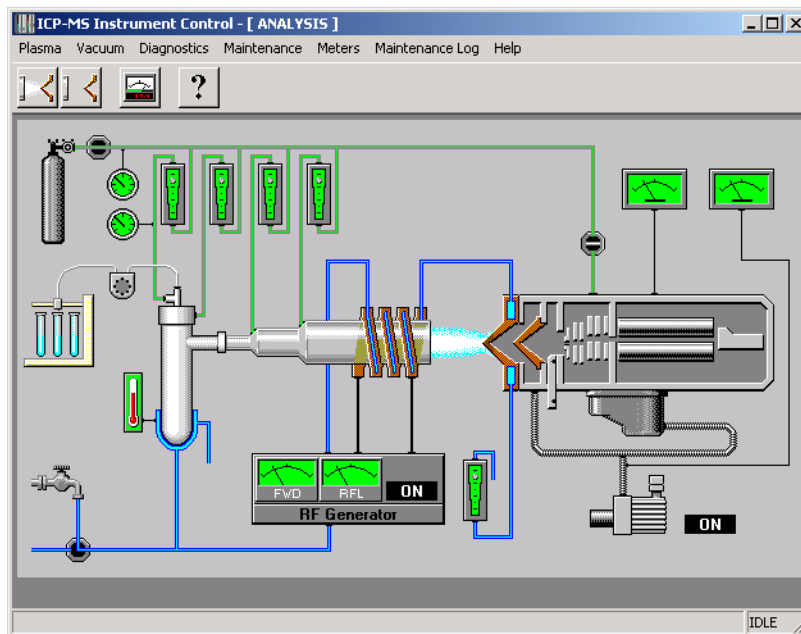 ICP-MS Instrument Control - [ ANALYSIS ]
Plasma Vacuum Diagnostics Maintenance Meters Maintenance Log Help
?
FWD RFL ON
RF Generator
ON
IDLE